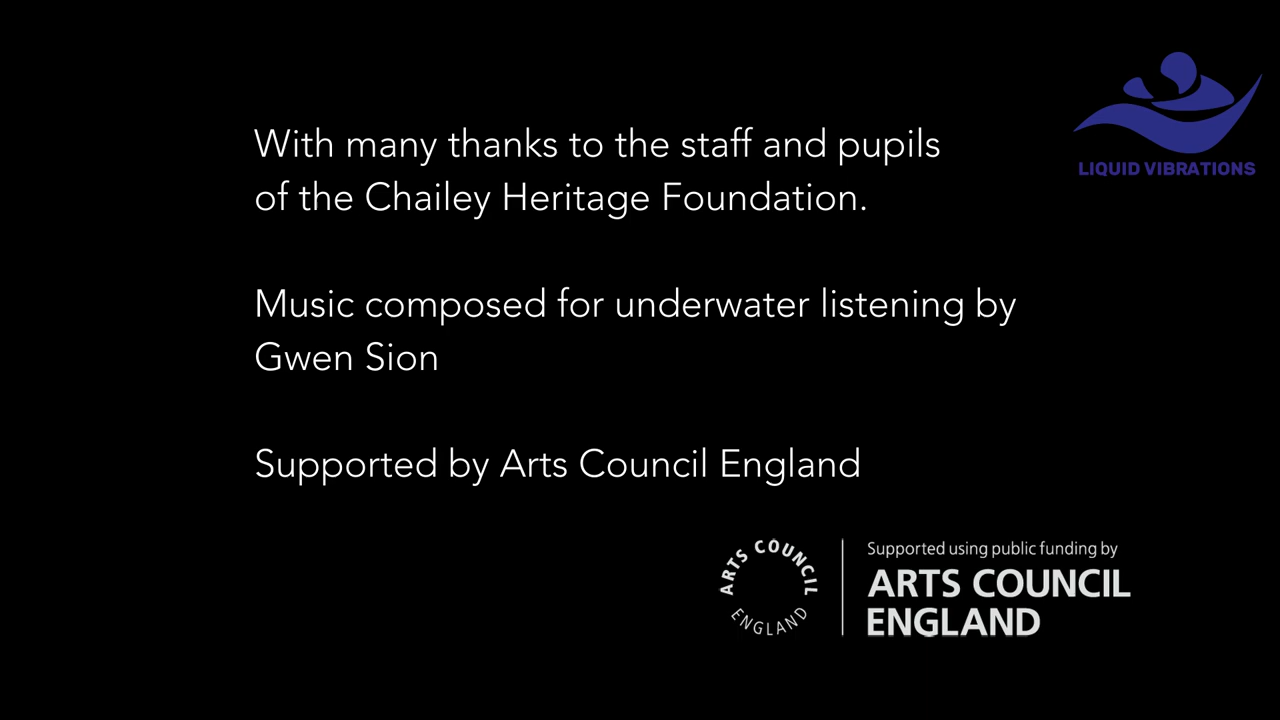 LIQUID VIBRATIONS
With many thanks to the staff and pupils
of the Chailey Heritage Foundation.
Music composed for underwater listening by
Gwen Sion
Supported by Arts Council England
ARTS COUNCIL
ENGLAND
Supported using public funding by
ARTS COUNCIL
ENGLAND